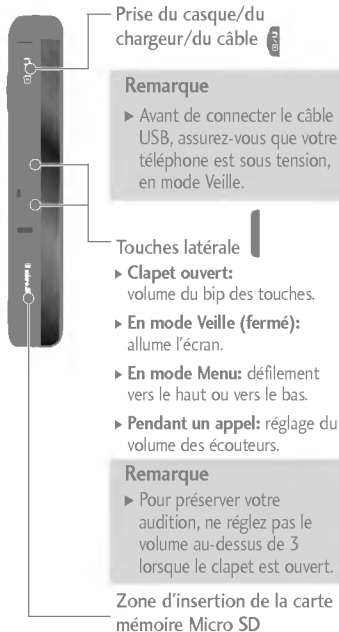 Prise du casque/du
chargeur/du câble
Remarque
▶ Avant de connecter le câble
USB, assurez-vous que votre
téléphone est sous tension,
en mode Veille.
Touches latérale
▶ Clapet ouvert:
volume du bip des touches.
▶ En mode Veille (fermé):
allume l'écran.
▶ En mode Menu: défilement
vers le haut ou vers le bas.
▶ Pendant un appel: réglage du
volume des écouteurs.
Remarque
▶ Pour préserver votre
audition, ne réglez pas le
volume au-dessus de 3
lorsque le clapet est ouvert.
Zone d'insertion de la carte
mémoire Micro SD